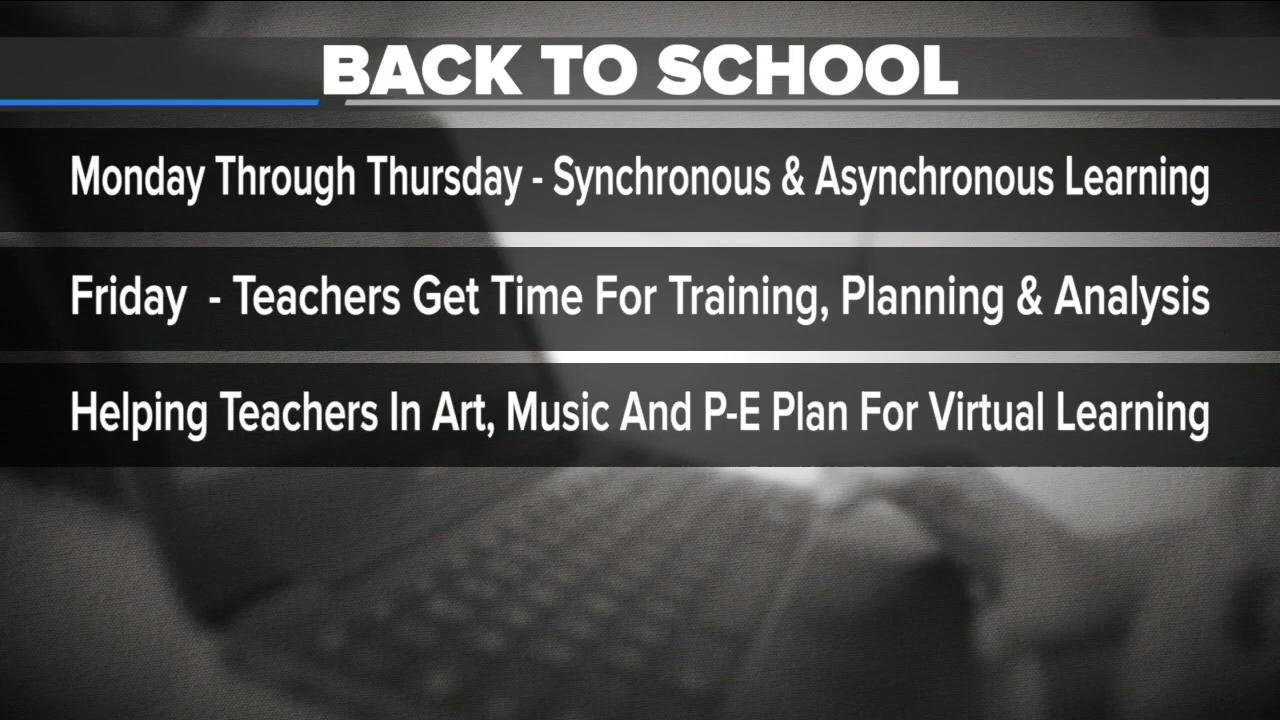 BACK TO SCHOOL
Monday Through Thursday - Synchronous & Asynchronous Learning
Friday  - Teachers Get Time For Training, Planning & Analysis
Helping Teachers In Art, Music And P-E Plan For Virtual Learning